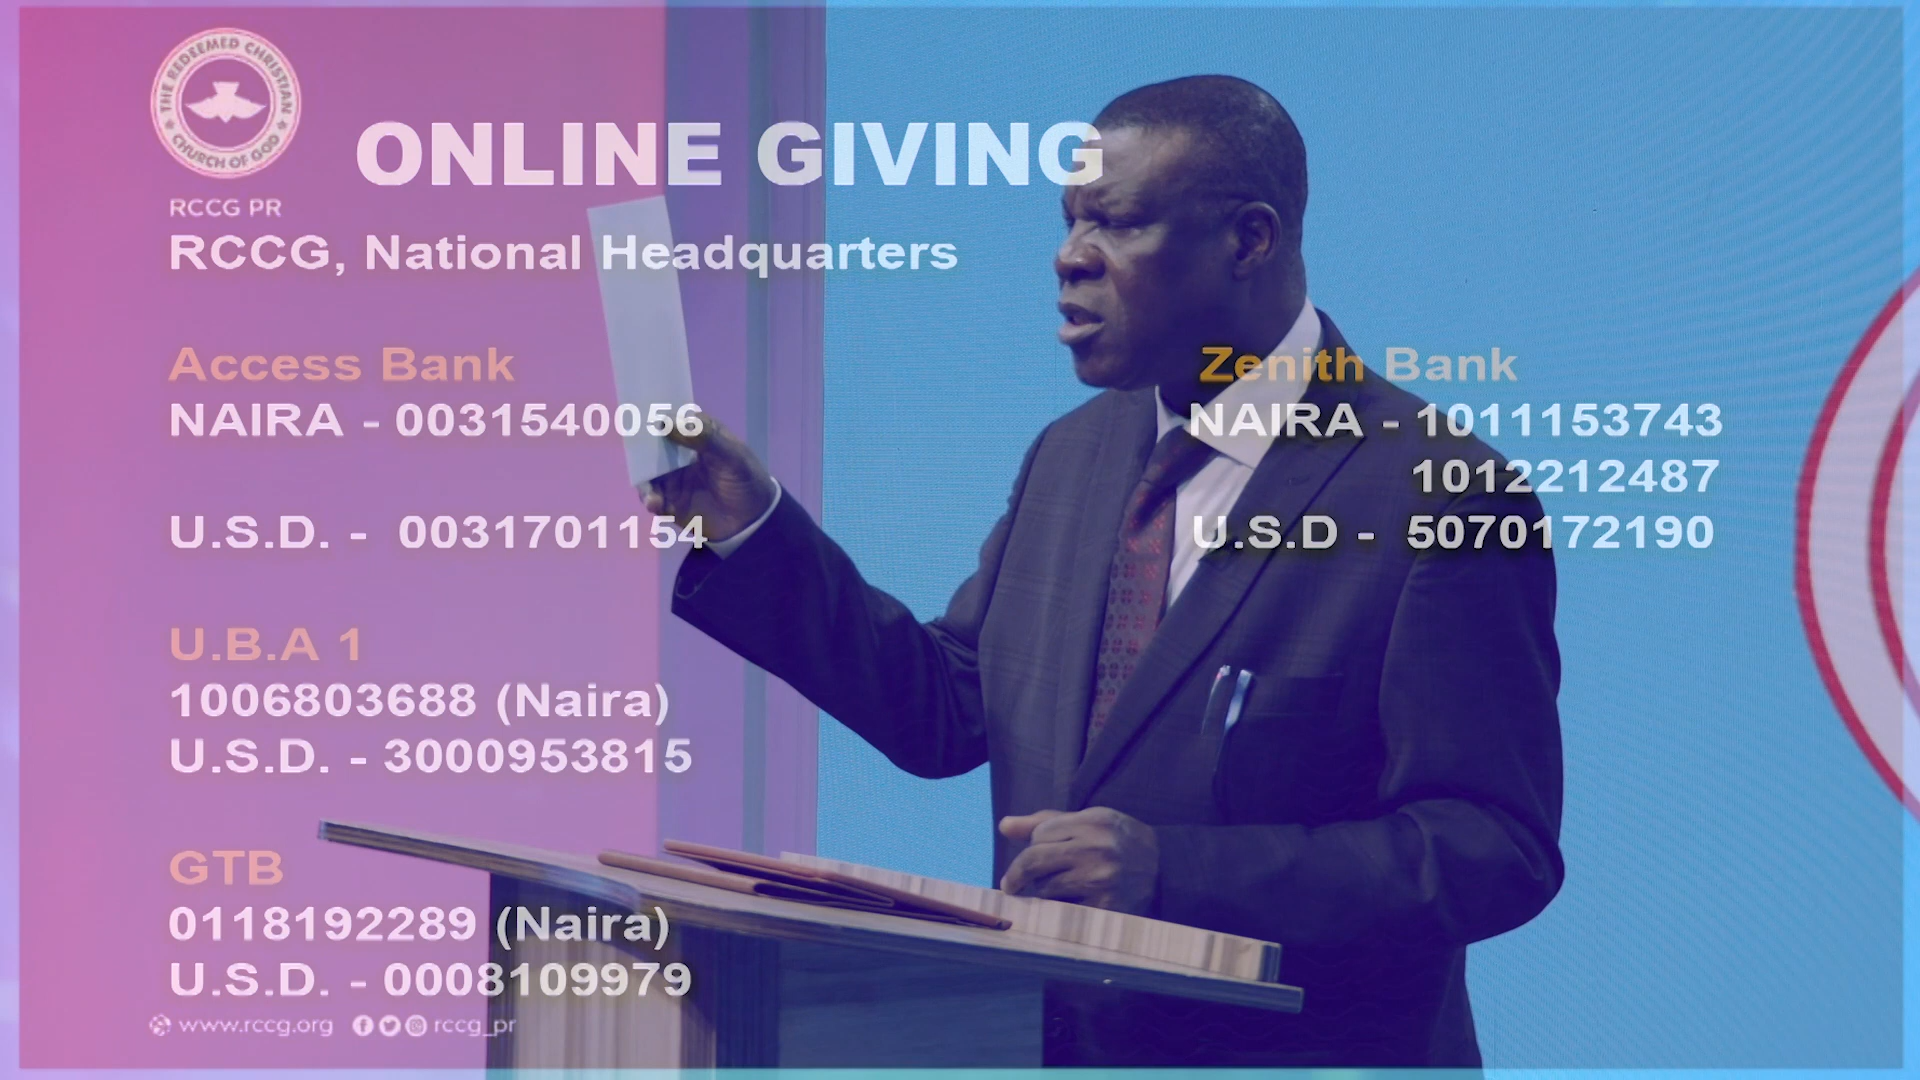 THE REDEEMED CHRISTIAN
CHURCH OF GOD
ONLINE GIVING
RCCG PR
RCCG, National Headquarters
Access Bank
NAIRA - 0031540056
U.S.D. - 0031701154
U.B.A 1
1006803688 (Naira)
U.S.D. - 3000953815
GTB
0118192289 (Naira)
U.S.D. - 0008109979
Zenith Bank
NAIRA - 1011153743
1012212487
U.S.D - 5070172190
www.rccg.org rccg_pr